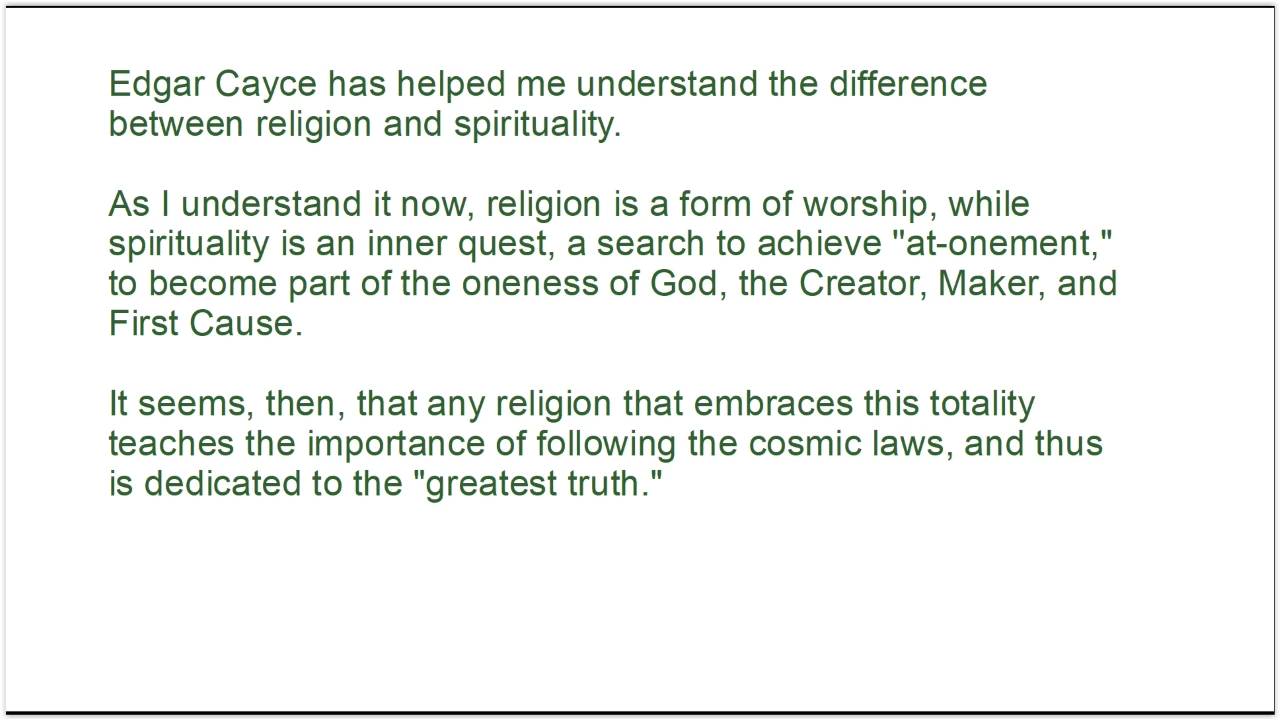 Edgar Cayce has helped me understand the difference
between religion and spirituality.
As I understand it now, religion is a form of worship, while
spirituality is an inner quest, a search to achieve "at-onement,"
to become part of the oneness of God, the Creator, Maker, and
First Cause.
It seems, then, that any religion that embraces this totality
teaches the importance of following the cosmic laws, and thus
is dedicated to the "greatest truth."